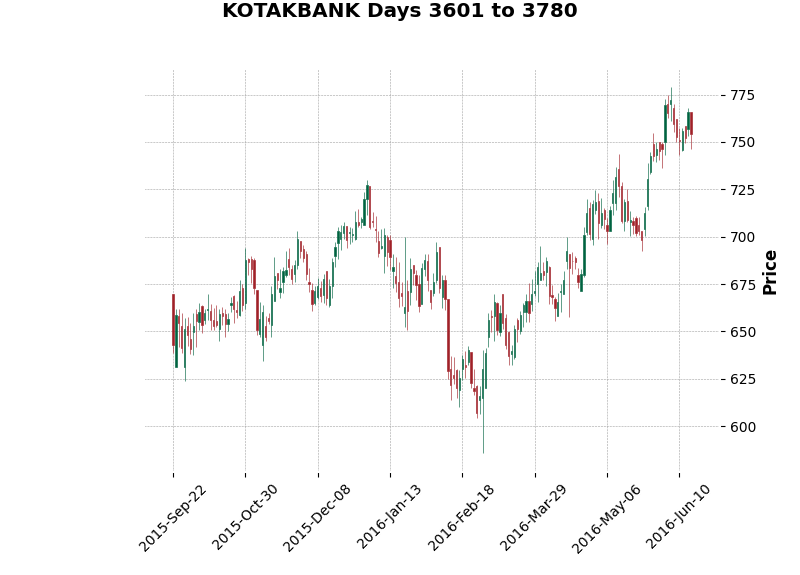 KOTAKBANK Days 3601 to 3780
775
750
725
700
675
650
625
600
Price
2015-Sep-22
2015-Oct-30
2015-Dec-08
2016-Jan-13
2016-Feb-18
2016-Mar-29
2016-May-06
2016-Jun-10